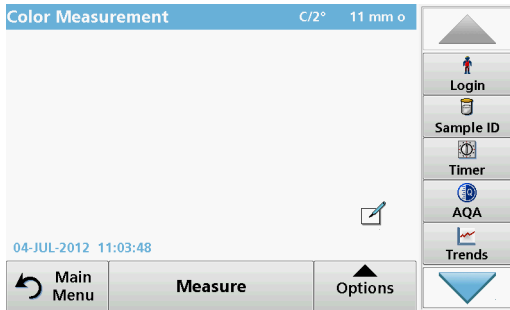 Color Measurement C/2° 11 mm o
Login
Sample ID
Timer
AQA
Trends
04-JUL-2012 11:03:48
Main
Menu
Measure
Options